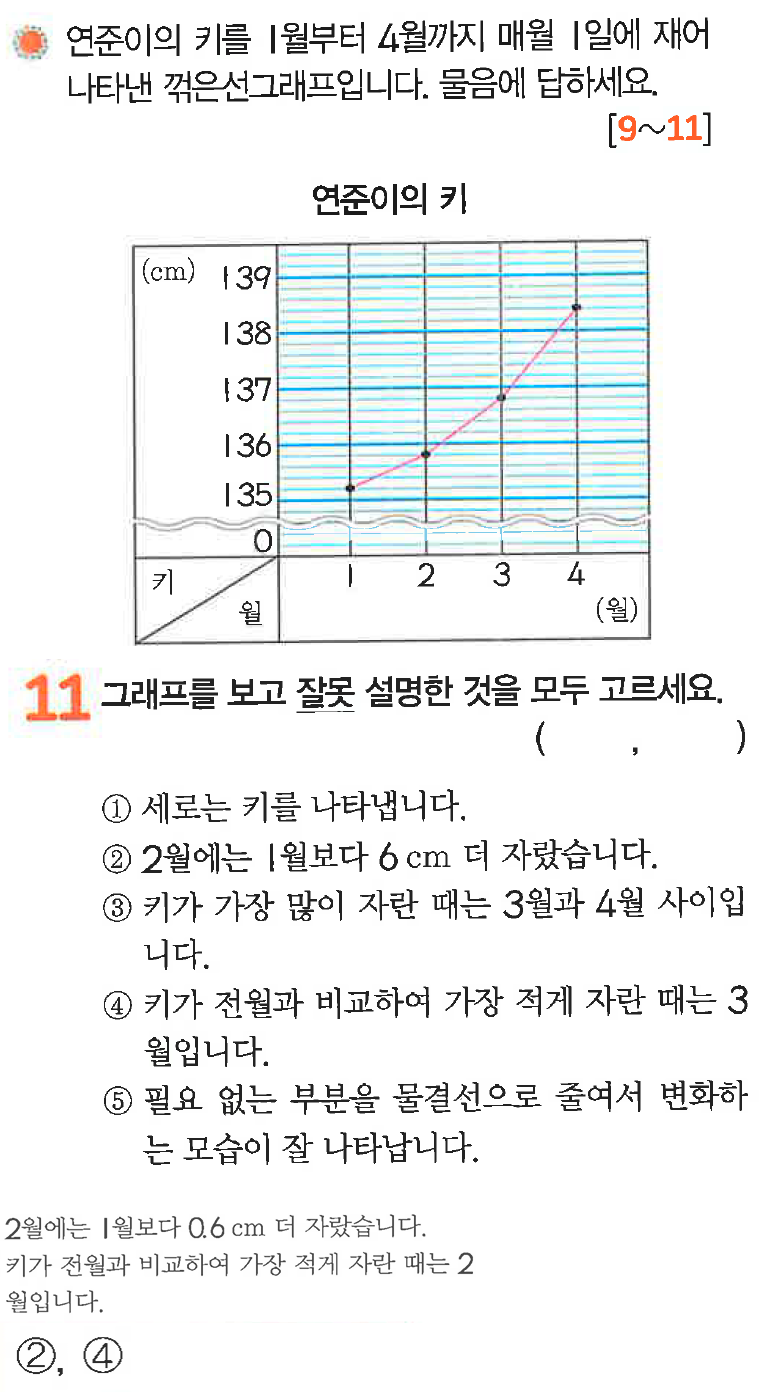 연준이의 키를 1월부터 4월까지 매월 1일에 재어
나타낸 꺾은선그래프입니다. 물음에 답하세요.
[9~11]
연준이의 키
(cm) 139
138
137
136
135
0
키
월
1 2 3 4
(월)
11 그래프를 보고 잘못 설명한 것을 모두 고르세요.
( , )
① 세로는 키를 나타냅니다.
② 2월에는 1월보다 6 cm 더 자랐습니다.
③ 키가 가장 많이 자란 때는 3월과 4월 사이입
니다.
④ 키가 전월과 비교하여 가장 적게 자란 때는 3
월입니다.
⑤ 필요 없는 부분을 물결선으로 줄여서 변화하
는 모습이 잘 나타납니다.
2월에는 1월보다 0.6 cm 더 자랐습니다.
키가 전월과 비교하여 가장 적게 자란 때는 2
월입니다.
②, ④